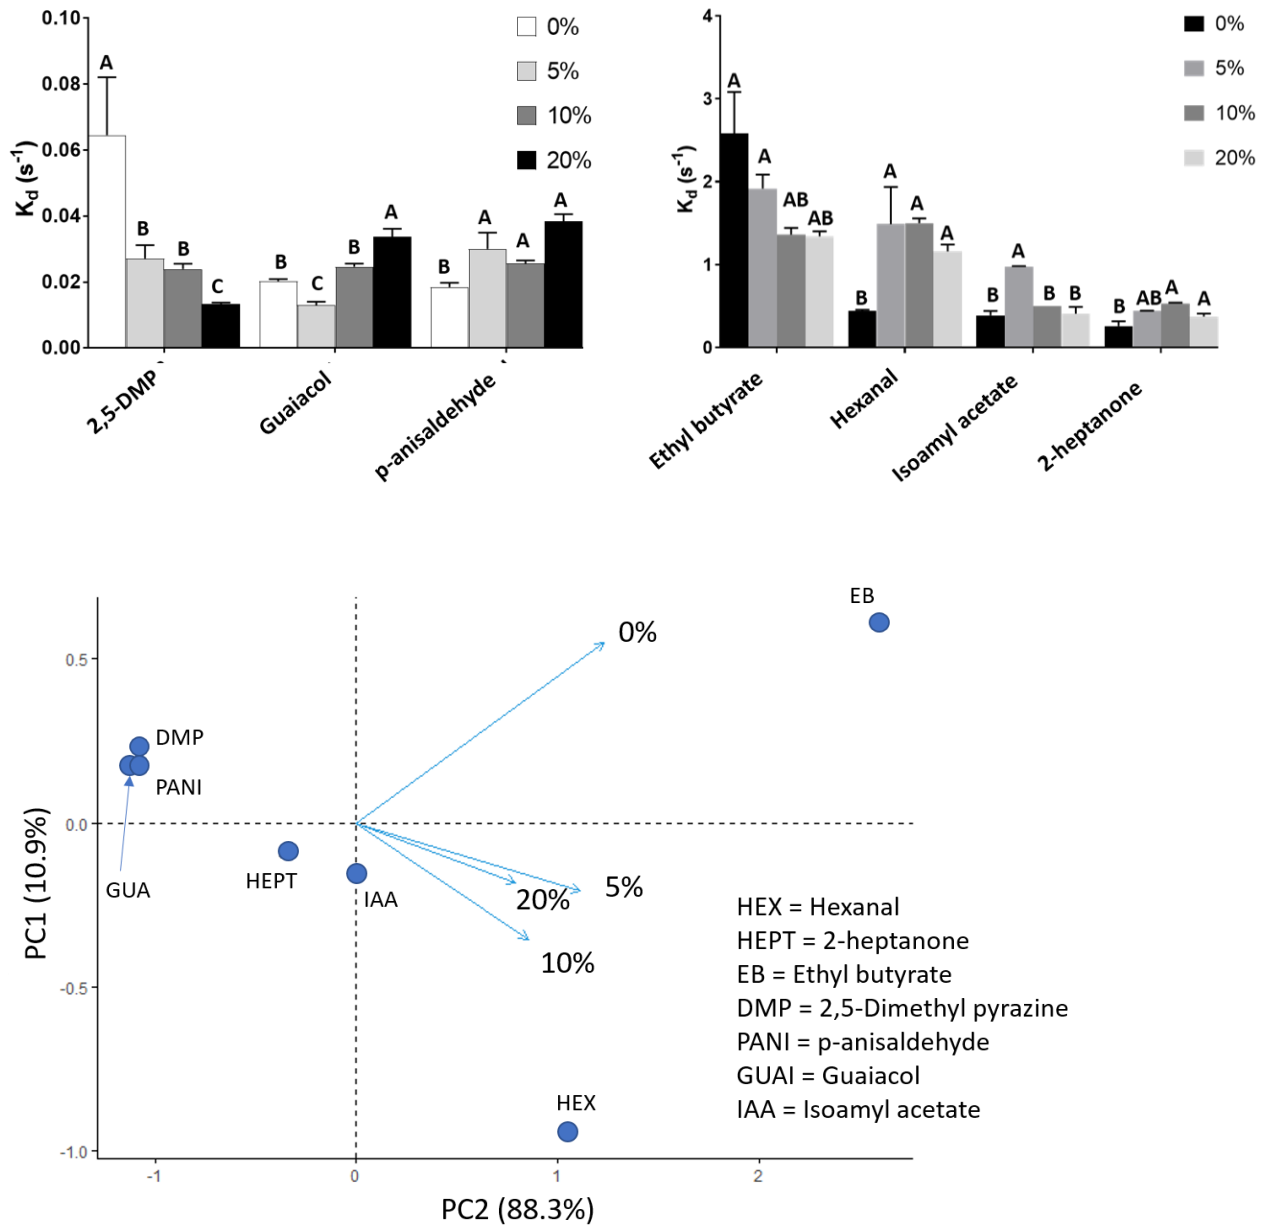 0.10
0.08
0.06
0.04
0.02
0.00
Kd (s-1)
0%
5%
10%
20%
A
B
B
C
B
C
B
A
B
A
A
A
2,5-DMP
Guaiacol
p-anisaldehyde
4
3
2
1
0
Kd (s-1)
0%
5%
10%
20%
A
A
AB
AB
B
A
A
A
B
A
B
B
B
AB
A
A
Ethyl butyrate
Hexanal
Isoamyl acetate
2-heptanone
EB
0%
0.5
DMP
PANI
0.0
GUA
HEPT
IAA
20%
5%
10%
-0.5
HEX
-1.0
-1
0
1
2
PC1 (10.9%)
PC2 (88.3%)
HEX = Hexanal
HEPT = 2-heptanone
EB = Ethyl butyrate
DMP = 2,5-Dimethyl pyrazine
PANI = p-anisaldehyde
GUAI = Guaiacol
IAA = Isoamyl acetate